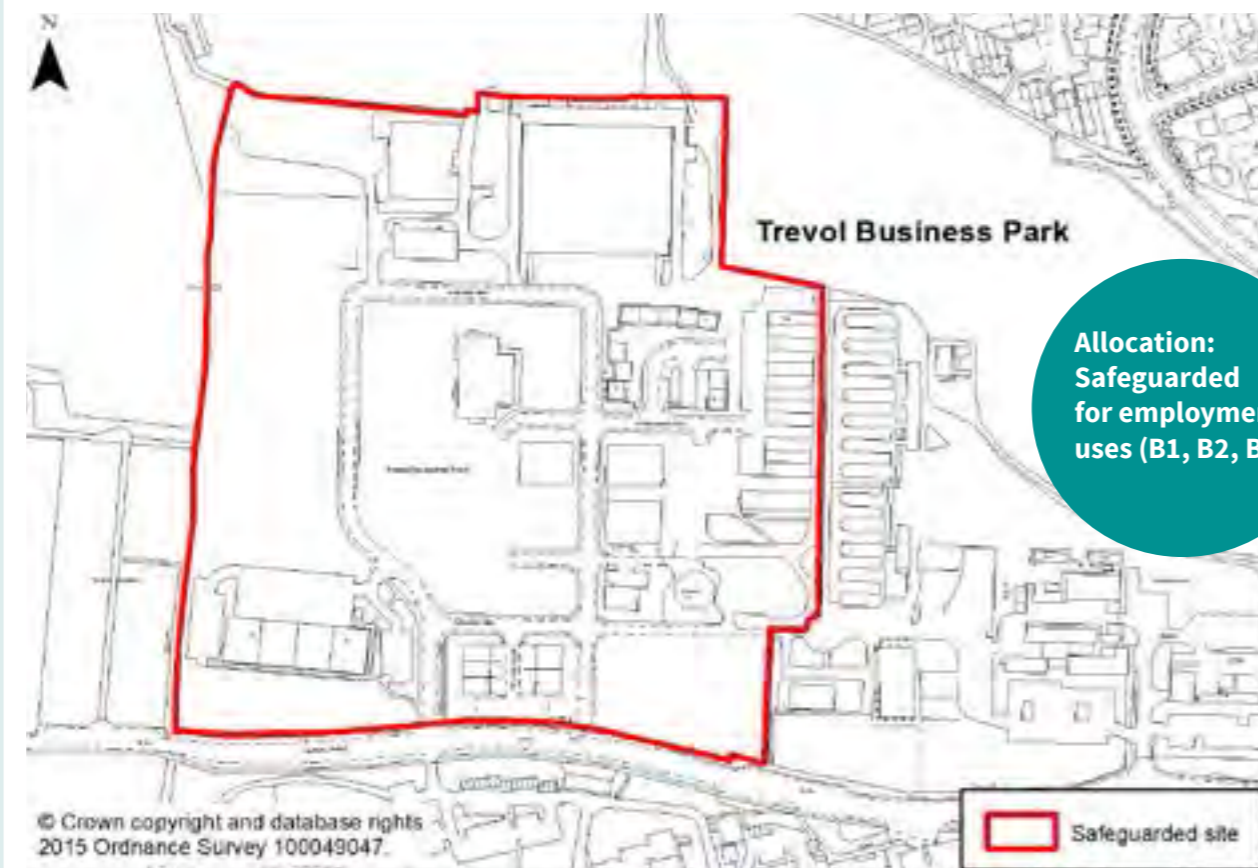 N
Trevol Business Park
Allocation:
Safeguarded
for employme
uses (B1, B2, B
© Crown copyright and database rights
2015 Ordnance Survey 100049047.
Safeguarded site